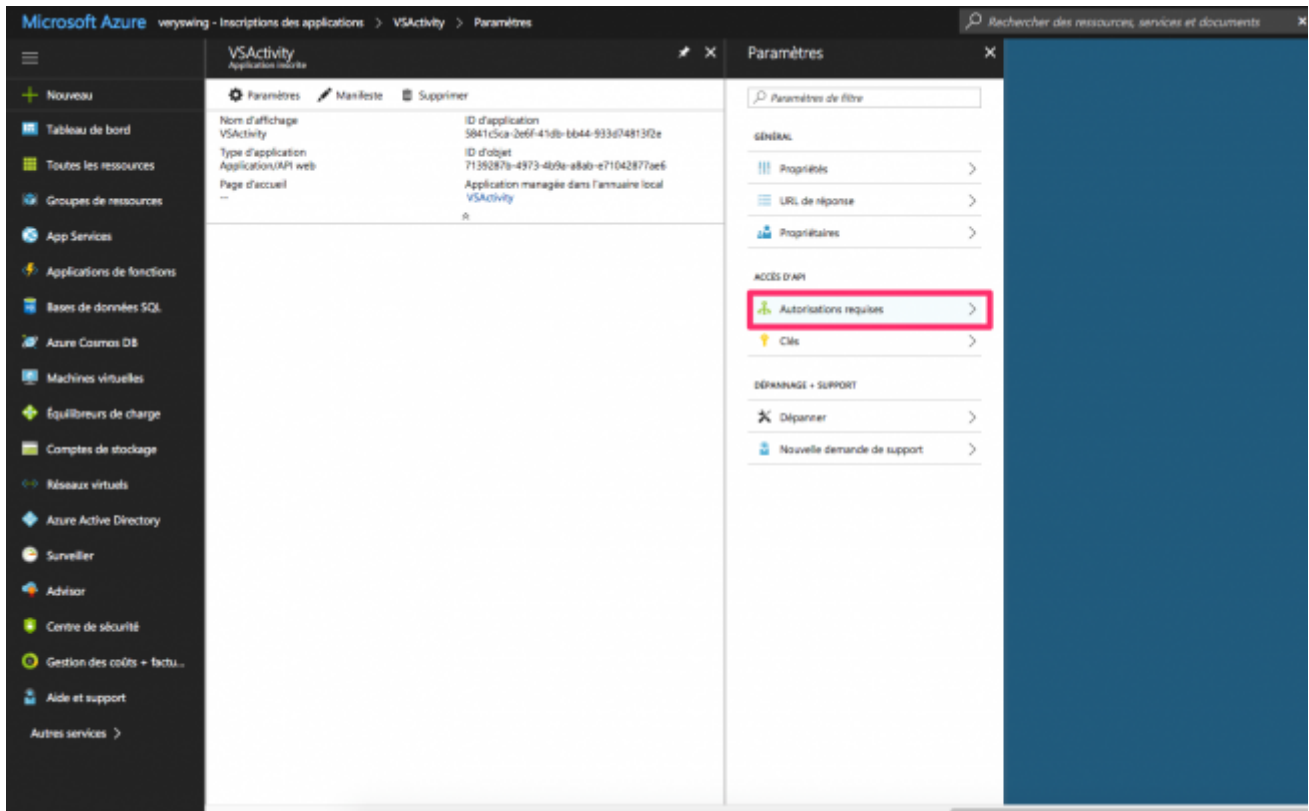 Microsoft Azure veryswing - Inscriptions des applications > VSActivity > Paramètres
Rechercher des ressources, services et documents
Nouveau
Tableau de bord
Toutes les ressources
Groupes de ressources
App Services
Applications de fonctions
Bases de données SQL
Azure Cosmos DB
Machines virtuelles
Équilibreurs de charge
Comptes de stockage
Réseaux virtuels
Azure Active Directory
Surveiller
Advisor
Centre de sécurité
Gestion des coûts + factu...
Aide et support
Autres services >
VSActivity
Application inscrite
Paramètres Manifeste Supprimer
Nom d'affichage
VSActivity
Type d'application
Application/API web
Page d'accueil
--
ID d'application
5841c5ca-2e6f-41db-bb44-933d74813f2e
ID d'objet
7139287b-4973-4b9a-a8ab-e71042877ae6
Application managée dans l'annuaire local
VSActivity
Paramètres
Paramètres de filtre
GÉNÉRAL
Propriétés
URL de réponse
Propriétaires
ACCÈS D'API
Autorisations requises
Clés
DÉPANNAGE + SUPPORT
Dépanner
Nouvelle demande de support